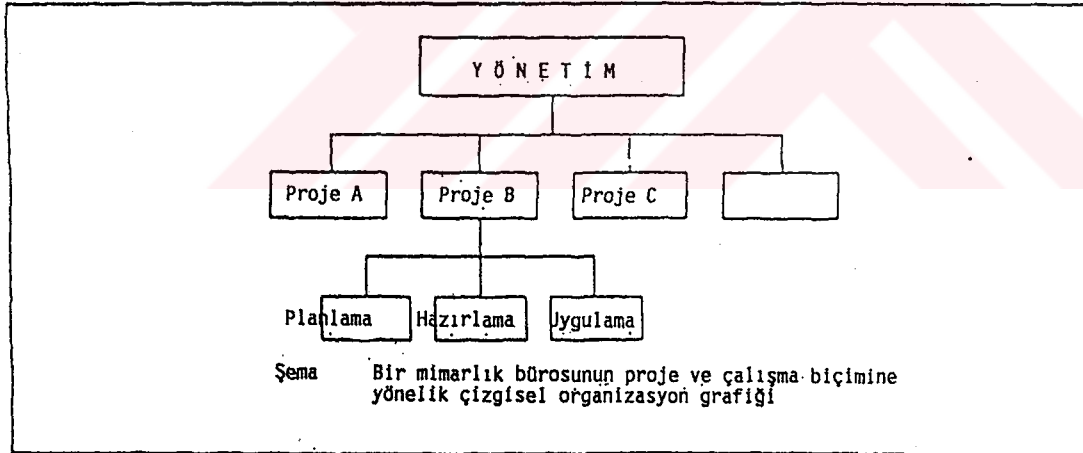 YÖNETİM
Proje A Proje B Proje C
Planlama Hazırlama Uygulama
Şema Bir mimarlık bürosunun proje ve çalışma biçimine
yönelik çizgisel organizasyon grafiği